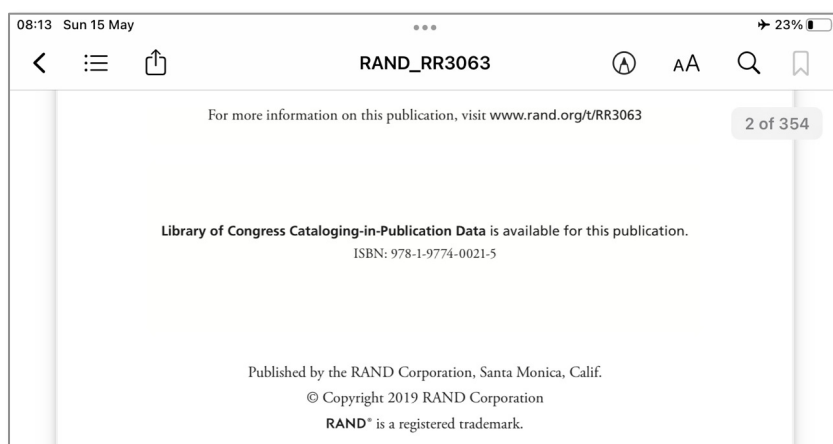 08:13 Sun 15 May 23%
RAND_RR3063 AA
For more information on this publication, visit www.rand.org/t/RR3063
2 of 354
Library of Congress Cataloging-in-Publication Data is available for this publication.
ISBN: 978-1-9774-0021-5
Published by the RAND Corporation, Santa Monica, Calif.
© Copyright 2019 RAND Corporation
RAND® is a registered trademark.